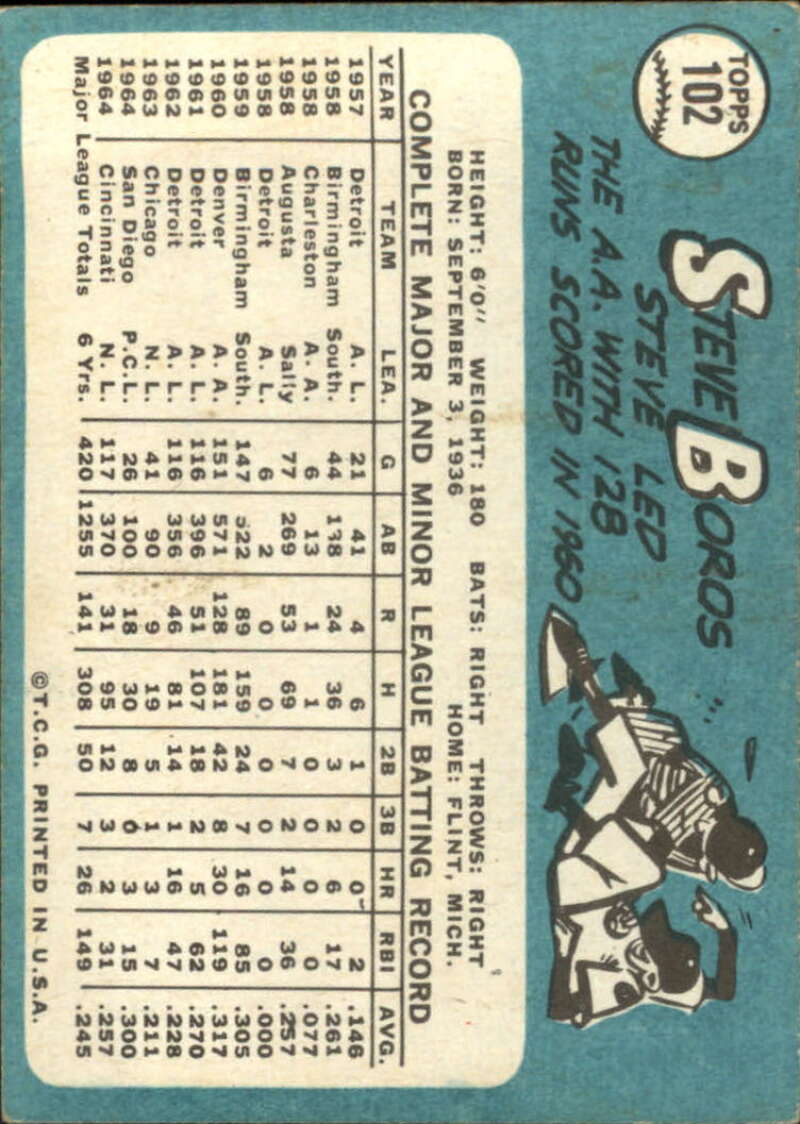 TOPPS
102
STEVE BOROS
STEVE LED
THE A.A. WITH 128
RUNS SCORED IN 1960
HEIGHT: 6'0" WEIGHT: 180 BATS: RIGHT THROWS: RIGHT
BORN: SEPTEMBER 3, 1936 HOME: FLINT, MICH.
COMPLETE MAJOR AND MINOR LEAGUE BATTING RECORD
YEAR TEAM LEA. G AB R H 2B 3B HR RBI AVG.
1957 Detroit A. L. 21 41 4 6 1 0 0 2 .146
1958 Birmingham South. 44 138 24 36 3 2 6 17 .261
1958 Charleston A. A. 6 13 1 1 0 0 0 0 .077
1958 Augusta Sally 77 269 53 69 7 2 14 36 .257
1958 Detroit A. L. 6 2 0 0 0 0 0 0 .000
1959 Birmingham South. 147 522 89 159 24 7 16 85 .305
1960 Denver A. A. 151 571 128 181 42 8 30 119 .317
1961 Detroit A. L. 116 396 51 107 18 2 5 62 .270
1962 Detroit A. L. 116 356 46 81 14 1 16 47 .228
1963 Chicago N. L. 41 90 9 19 5 1 3 7 .211
1964 San Diego P.C.L. 26 100 18 30 8 0 3 15 .300
1964 Cincinnati N. L. 117 370 31 95 12 3 2 31 .257
Major League Totals 6 Yrs. 420 1255 141 308 50 7 26 149 .245
©T.C.G. PRINTED IN U.S.A.